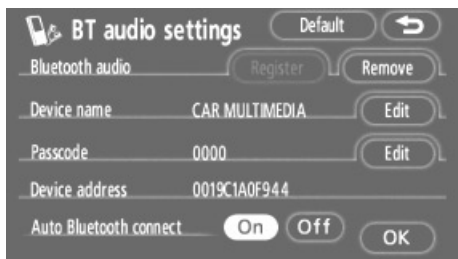 BT audio settings Default
Bluetooth audio Register Remove
Device name CAR MULTIMEDIA Edit
Passcode 0000 Edit
Device address 0019C1A0F944
Auto Bluetooth connect On Off OK